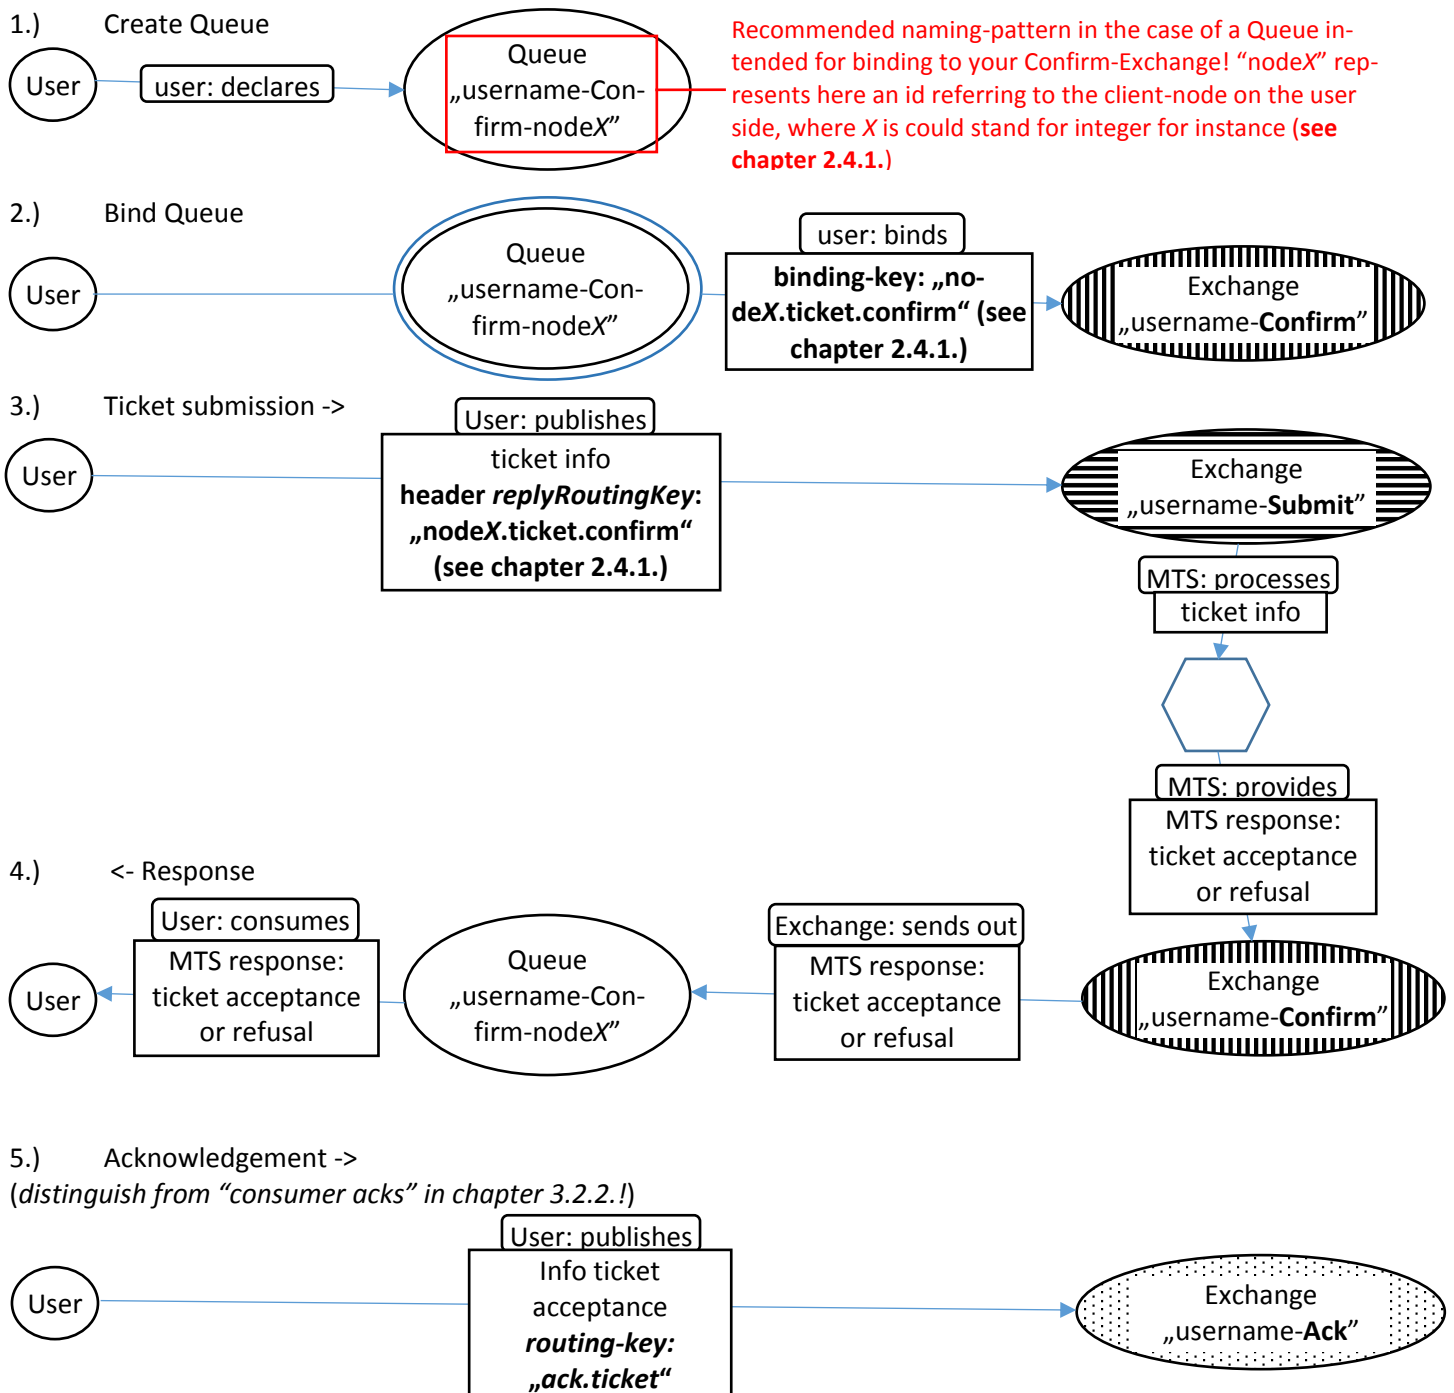 1.) Create Queue
User
user: declares
Queue
„username-Con-
firm-nodeX”
Recommended naming-pattern in the case of a Queue in-
tended for binding to your Confirm-Exchange! “nodeX” rep-
resents here an id referring to the client-node on the user
side, where X is could stand for integer for instance (see
chapter 2.4.1.)
2.) Bind Queue
User
Queue
„username-Con-
firm-nodeX”
user: binds
binding-key: „no-
deX.ticket.confirm“ (see
chapter 2.4.1.)
Exchange
„username-Confirm”
3.) Ticket submission ->
User
User: publishes
ticket info
header replyRoutingKey:
„nodeX.ticket.confirm“
(see chapter 2.4.1.)
Exchange
„username-Submit”
MTS: processes
ticket info
MTS: provides
MTS response:
ticket acceptance
or refusal
4.) <- Response
User
User: consumes
MTS response:
ticket acceptance
or refusal
Queue
„username-Con-
firm-nodeX”
Exchange: sends out
MTS response:
ticket acceptance
or refusal
Exchange
„username-Confirm”
5.) Acknowledgement ->
(distinguish from “consumer acks” in chapter 3.2.2.!)
User
User: publishes
Info ticket
acceptance
routing-key:
„ack.ticket“
Exchange
„username-Ack”